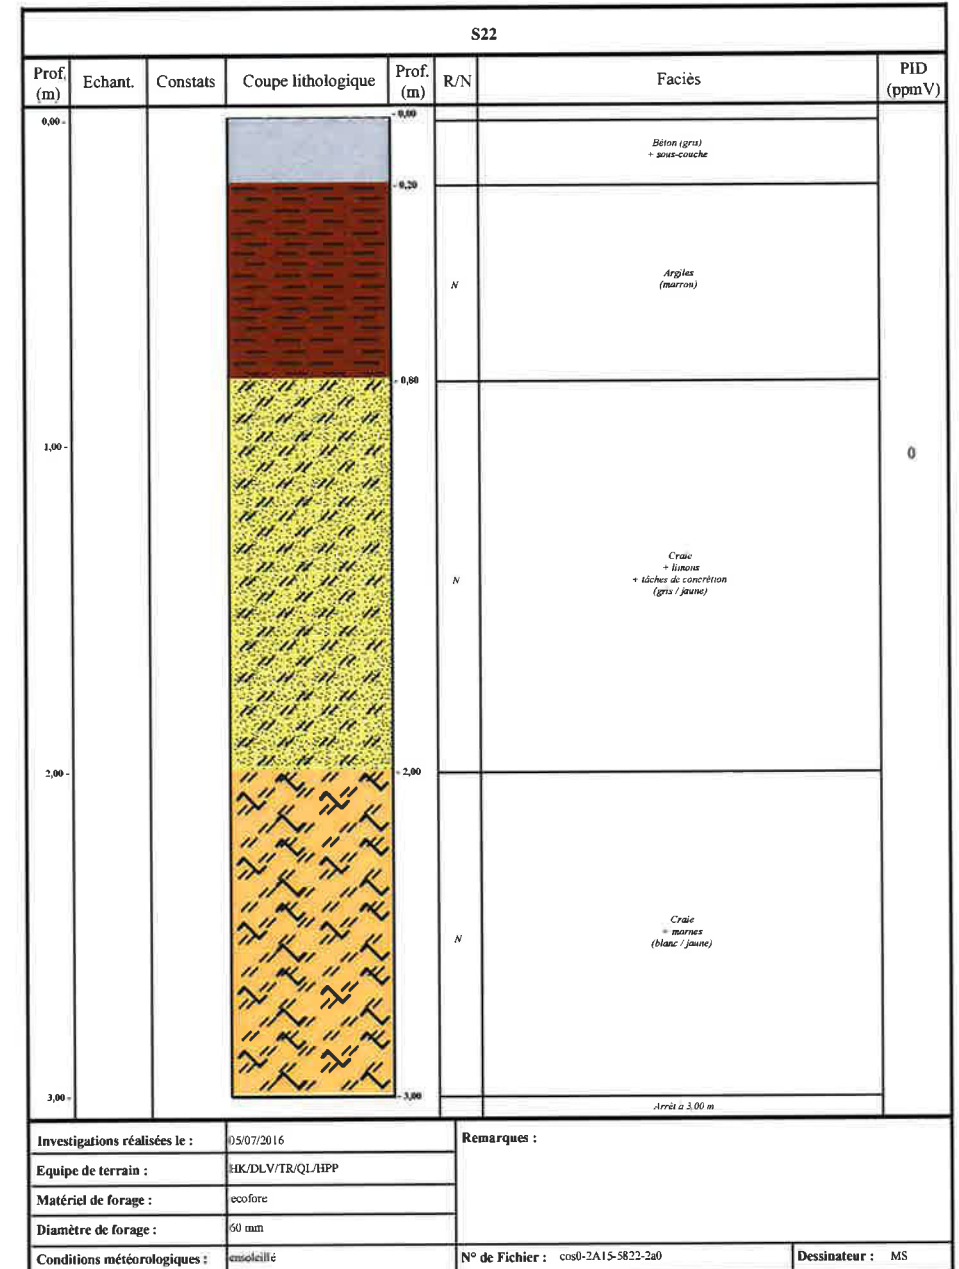 S22
Prof. (m) Echant. Constats Coupe lithologique Prof. (m) R/N Faciès PID (ppmV)
0,00 -
- 0,00
Béton (gris)
+ sous-couche
- 0,20
N
Argiles
(marron)
- 0,80
1,00 -
0
N
Craie
+ limons
+ tâches de concrétion
(gris / jaune)
2,00 -
- 2,00
N
Craie
+ marnes
(blanc / jaune)
3,00 -
- 3,00
Arrêt à 3,00 m
Investigations réalisées le : 05/07/2016
Remarques :
Equipe de terrain : HK/DLV/TR/QL/HPP
Matériel de forage : ecofore
Diamètre de forage : 60 mm
Conditions météorologiques : ensoleillé
N° de Fichier : cos0-2A15-5822-2a0
Dessinateur : MS